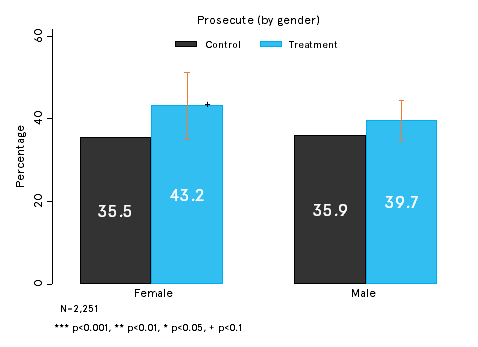 Prosecute (by gender)
Control Treatment
60
40
20
0
Percentage
35.5 43.2 + 35.9 39.7
Female Male
N=2,251
*** p<0.001, ** p<0.01, * p<0.05, + p<0.1